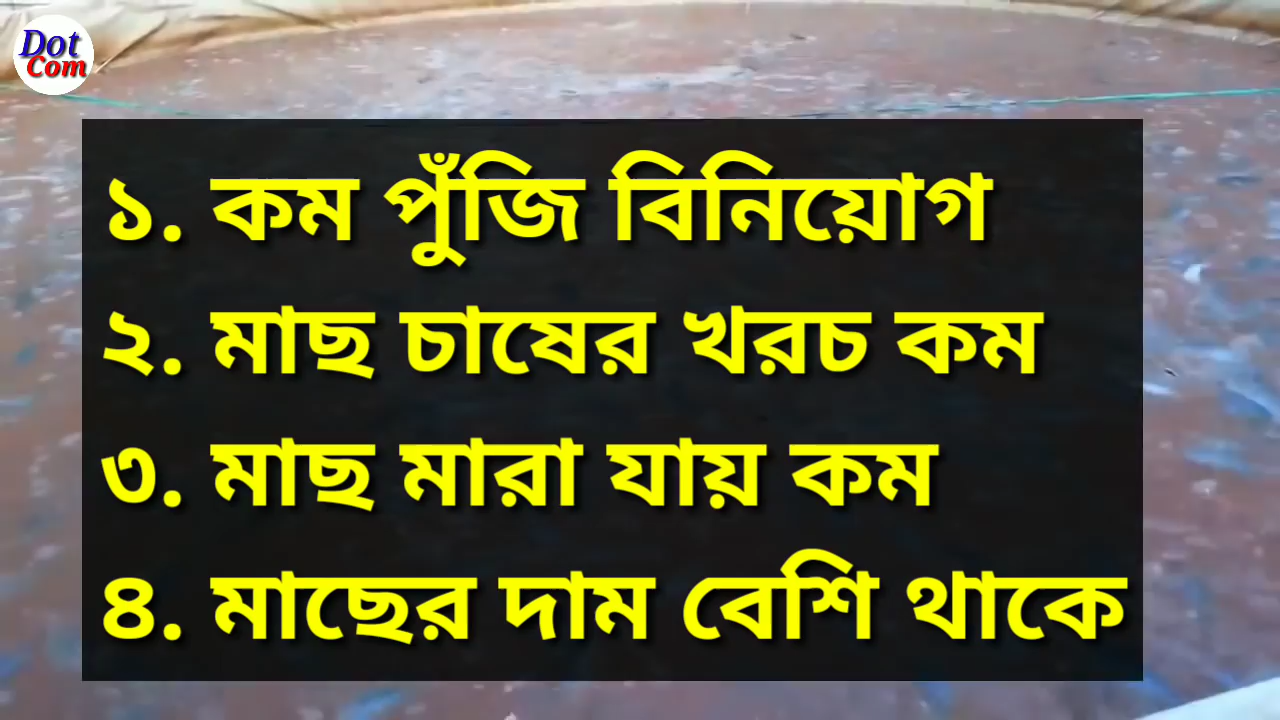 Dot
Com
১. কম পুঁজি বিনিয়োগ
২. মাছ চাষের খরচ কম
৩. মাছ মারা যায় কম
৪. মাছের দাম বেশি থাকে